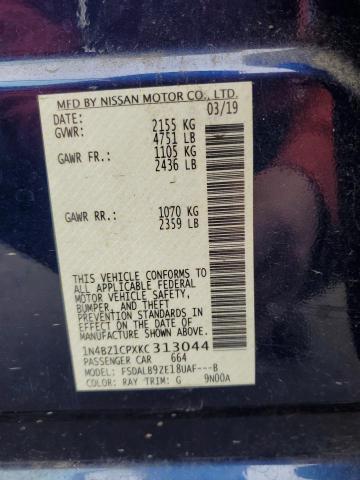 MFD BY NISSAN MOTOR CO., LTD.
DATE: 03/19
GVWR: 2155 KG
4751 LB
GAWR FR.: 1105 KG
2436 LB
GAWR RR.: 1070 KG
2359 LB
THIS VEHICLE CONFORMS TO
ALL APPLICABLE FEDERAL
MOTOR VEHICLE SAFETY,
BUMPER, AND THEFT
PREVENTION STANDARDS IN
EFFECT ON THE DATE OF
MANUFACTURE SHOWN ABOVE.
1N4BZ1CPXKC313044
PASSENGER CAR 664
MODEL: FSDALB9ZE18UAF---B
COLOR: RAY TRIM: G 9N00A